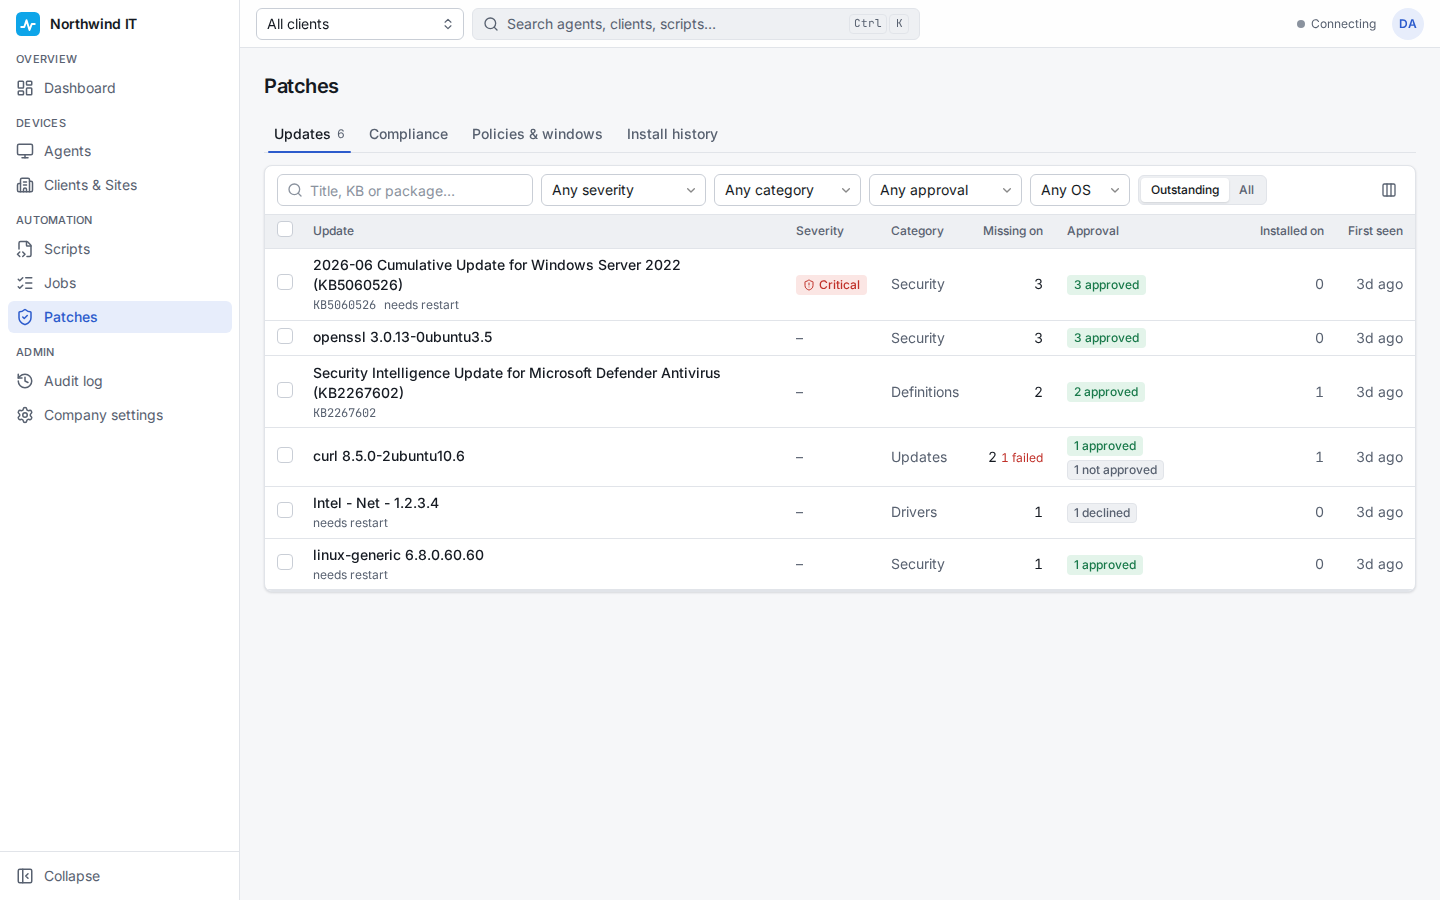 Northwind IT
All clients
Search agents, clients, scripts...
Ctrl K
Connecting
DA
OVERVIEW
Dashboard
DEVICES
Agents
Clients & Sites
AUTOMATION
Scripts
Jobs
Patches
ADMIN
Audit log
Company settings
Collapse
Patches
Updates 6
Compliance
Policies & windows
Install history
Title, KB or package...
Any severity
Any category
Any approval
Any OS
Outstanding
All
Update Severity Category Missing on Approval Installed on First seen
2026-06 Cumulative Update for Windows Server 2022
(KB5060526)
KB5060526 needs restart
Critical Security 3 3 approved 0 3d ago
openssl 3.0.13-0ubuntu3.5 – Security 3 3 approved 0 3d ago
Security Intelligence Update for Microsoft Defender Antivirus
(KB2267602)
KB2267602
– Definitions 2 2 approved 1 3d ago
curl 8.5.0-2ubuntu10.6 – Updates 2 1 failed 1 approved
1 not approved
1 3d ago
Intel - Net - 1.2.3.4
needs restart
– Drivers 1 1 declined 0 3d ago
linux-generic 6.8.0.60.60
needs restart
– Security 1 1 approved 0 3d ago